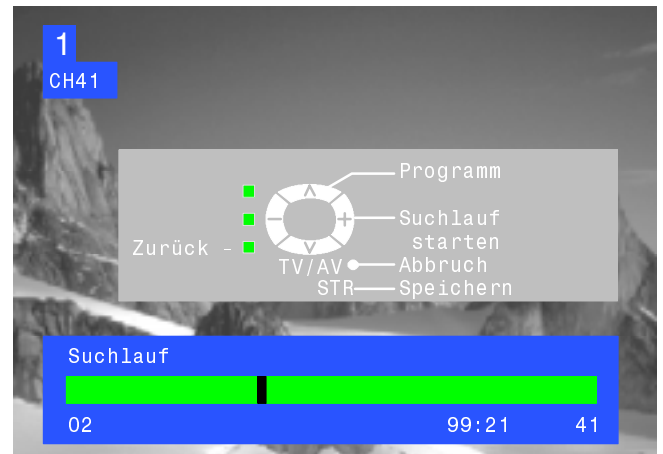 1
CH41
Programm
Suchlauf
starten
Zurück -
TV/AV Abbruch
STR Speichern
Suchlauf
02 99:21 41